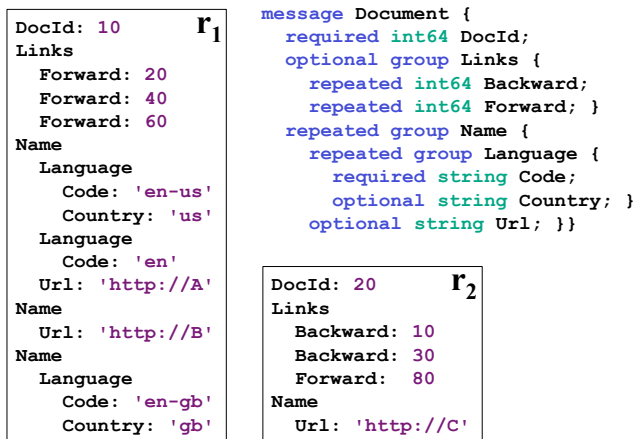 DocId: 10 r1
Links
  Forward: 20
  Forward: 40
  Forward: 60
Name
  Language
    Code: 'en-us'
    Country: 'us'
  Language
    Code: 'en'
  Url: 'http://A'
Name
  Url: 'http://B'
Name
  Language
    Code: 'en-gb'
    Country: 'gb'
message Document {
  required int64 DocId;
  optional group Links {
    repeated int64 Backward;
    repeated int64 Forward; }
  repeated group Name {
    repeated group Language {
      required string Code;
      optional string Country; }
    optional string Url; }}
DocId: 20 r2
Links
  Backward: 10
  Backward: 30
  Forward:  80
Name
  Url: 'http://C'